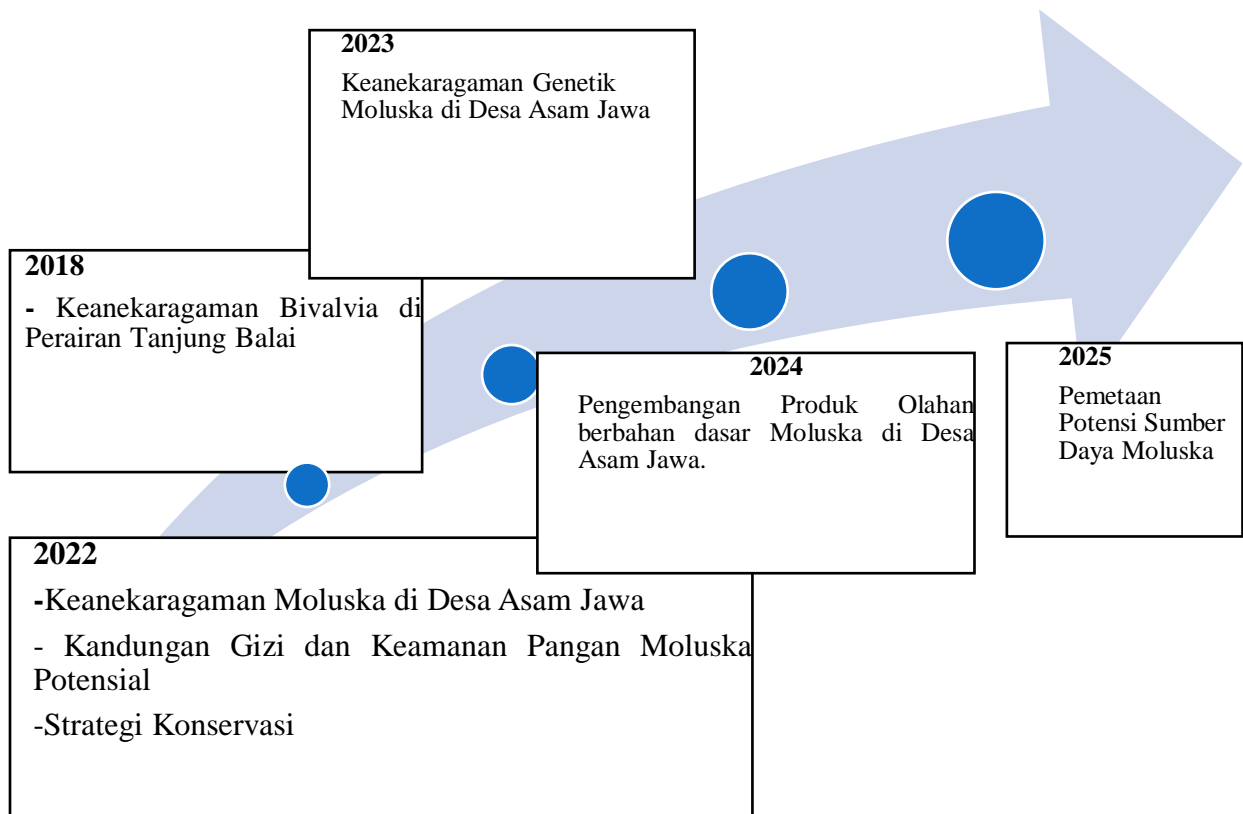 2023
Keanekaragaman Genetik
Moluska di Desa Asam Jawa
2018
- Keanekaragaman Bivalvia di
Perairan Tanjung Balai
2024
Pengembangan Produk Olahan
berbahan dasar Moluska di Desa
Asam Jawa.
2025
Pemetaan
Potensi Sumber
Daya Moluska
2022
-Keanekaragaman Moluska di Desa Asam Jawa
- Kandungan Gizi dan Keamanan Pangan Moluska
Potensial
-Strategi Konservasi